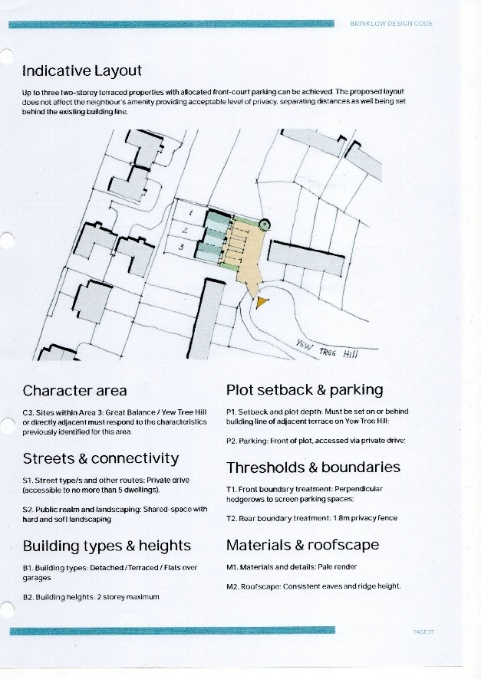 BRINKLOW DESIGN CODE
Indicative Layout
Up to three two-storey terraced properties with allocated front-court parking can be achieved. The proposed layout
does not affect the neighbour's amenity providing acceptable level of privacy, separating distances as well being set
behind the existing building line.
1
2
3
YEW TREE Hill
Character area
C3. Sites within Area 3: Great Balance / Yew Tree Hill
or directly adjacent must respond to the characteristics
previously identified for this area.
Streets & connectivity
S1. Street type/s and other routes: Private drive
(accessible to no more than 5 dwellings).
S2. Public realm and landscaping: Shared-space with
hard and soft landscaping
Building types & heights
B1. Building types: Detached /Terraced / Flats over
garages
B2. Building heights: 2 storey maximum
Plot setback & parking
P1. Setback and plot depth: Must be set on or behind
building line of adjacent terrace on Yew Tree Hill;
P2. Parking: Front of plot, accessed via private drive;
Thresholds & boundaries
T1. Front boundary treatment: Perpendicular
hedgerows to screen parking spaces;
T2. Rear boundary treatment: 1.8m privacy fence
Materials & roofscape
M1. Materials and details: Pale render
M2. Roofscape: Consistent eaves and ridge height.
PAGE 27